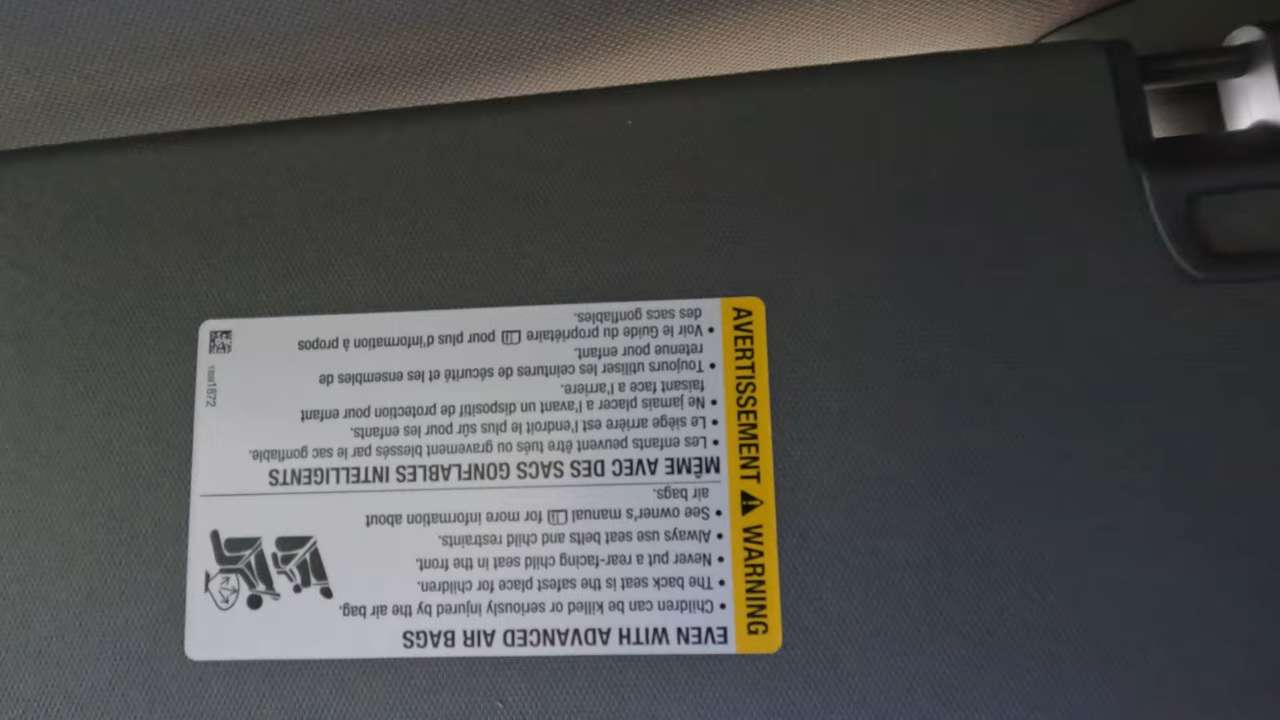 WARNING ⚠ AVERTISSEMENT
EVEN WITH ADVANCED AIR BAGS
• Children can be killed or seriously injured by the air bag.
• The back seat is the safest place for children.
• Never put a rear-facing child seat in the front.
• Always use seat belts and child restraints.
• See owner's manual for more information about
air bags.
MÊME AVEC DES SACS GONFLABLES INTELLIGENTS
• Les enfants peuvent être tués ou gravement blessés par le sac gonflable.
• Le siège arrière est l'endroit le plus sûr pour les enfants.
• Ne jamais placer a l'avant un dispositif de protection pour enfant
faisant face a l'arriere.
• Toujours utiliser les ceintures de sécurité et les ensembles de
retenue pour enfant.
• Voir le Guide du propriétaire pour plus d'information à propos
des sacs gonflables.